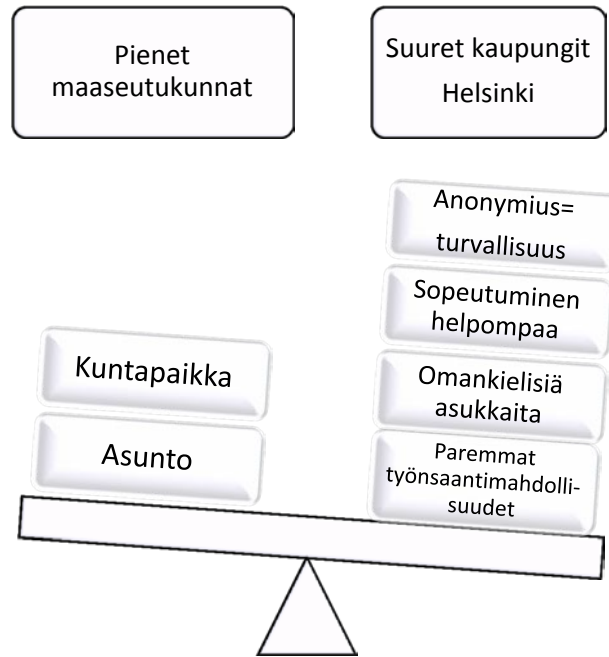 Pienet
maaseutukunnat
Suuret kaupungit
Helsinki
Anonymius=
turvallisuus
Sopeutuminen
helpompaa
Kuntapaikka
Omankielisiä
asukkaita
Asunto
Paremmat
työnsaantimahdolli-
suudet